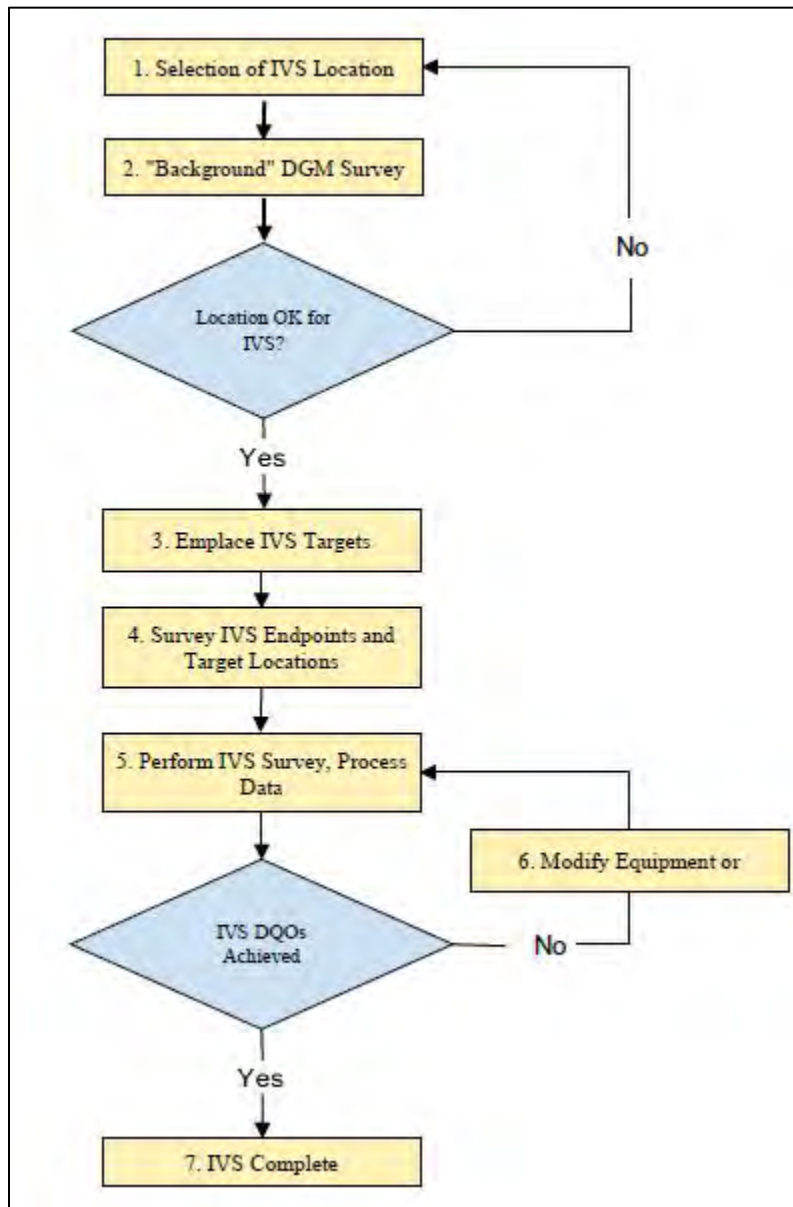 1. Selection of IVS Location
2. "Background" DGM Survey
Location OK for
IVS?
No
Yes
3. Emplace IVS Targets
4. Survey IVS Endpoints and
Target Locations
5. Perform IVS Survey, Process
Data
6. Modify Equipment or
IVS DQOs
Achieved
No
Yes
7. IVS Complete